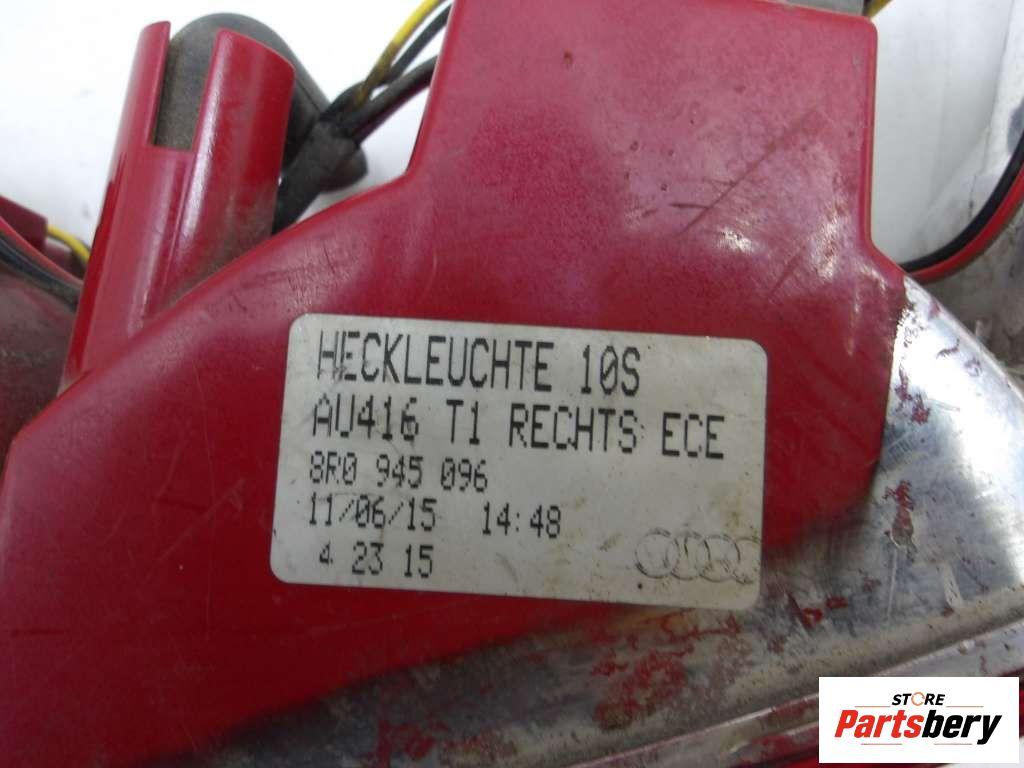 HECKLEUCHTE 10S
AU416 T1 RECHTS ECE
8R0 945 096
11/06/15 14:48
4 23 15
STORE
Partsbery